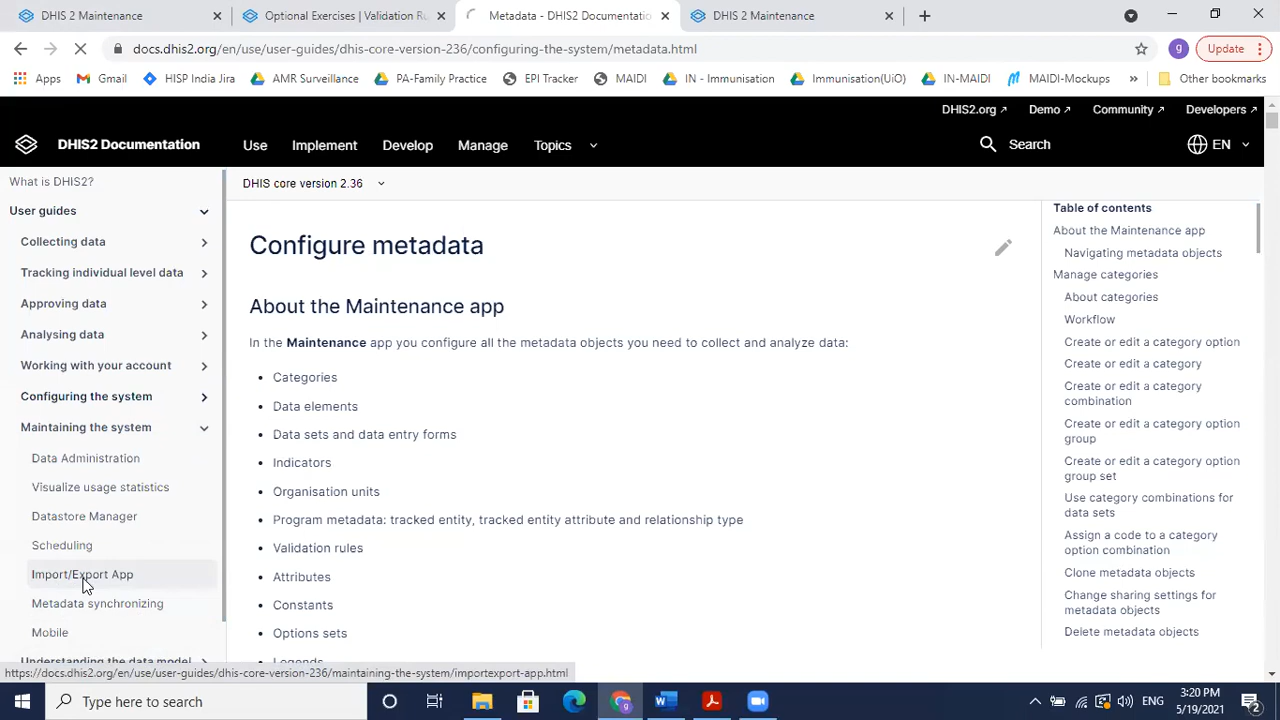 DHIS 2 Maintenance
Optional Exercises | Validation Ru
Metadata - DHIS2 Documentatio
DHIS 2 Maintenance
docs.dhis2.org/en/use/user-guides/dhis-core-version-236/configuring-the-system/metadata.html
g
Update
Apps
Gmail
HISP India Jira
AMR Surveillance
PA-Family Practice
EPI Tracker
MAIDI
IN - Immunisation
Immunisation(UiO)
IN-MAIDI
MAIDI-Mockups
»
Other bookmarks
DHIS2.org
Demo
Community
Developers
DHIS2 Documentation
Use
Implement
Develop
Manage
Topics
Search
EN
What is DHIS2?
User guides
Collecting data
Tracking individual level data
Approving data
Analysing data
Working with your account
Configuring the system
Maintaining the system
Data Administration
Visualize usage statistics
Datastore Manager
Scheduling
Import/Export App
Metadata synchronizing
Mobile
Understanding the data model
DHIS core version 2.36
Configure metadata
About the Maintenance app
In the Maintenance app you configure all the metadata objects you need to collect and analyze data:
• Categories
• Data elements
• Data sets and data entry forms
• Indicators
• Organisation units
• Program metadata: tracked entity, tracked entity attribute and relationship type
• Validation rules
• Attributes
• Constants
• Options sets
• Legends
Table of contents
About the Maintenance app
Navigating metadata objects
Manage categories
About categories
Workflow
Create or edit a category option
Create or edit a category
Create or edit a category
combination
Create or edit a category option
group
Create or edit a category option
group set
Use category combinations for
data sets
Assign a code to a category
option combination
Clone metadata objects
Change sharing settings for
metadata objects
Delete metadata objects
https://docs.dhis2.org/en/use/user-guides/dhis-core-version-236/maintaining-the-system/importexport-app.html
Type here to search
ENG
3:20 PM
5/19/2021
2